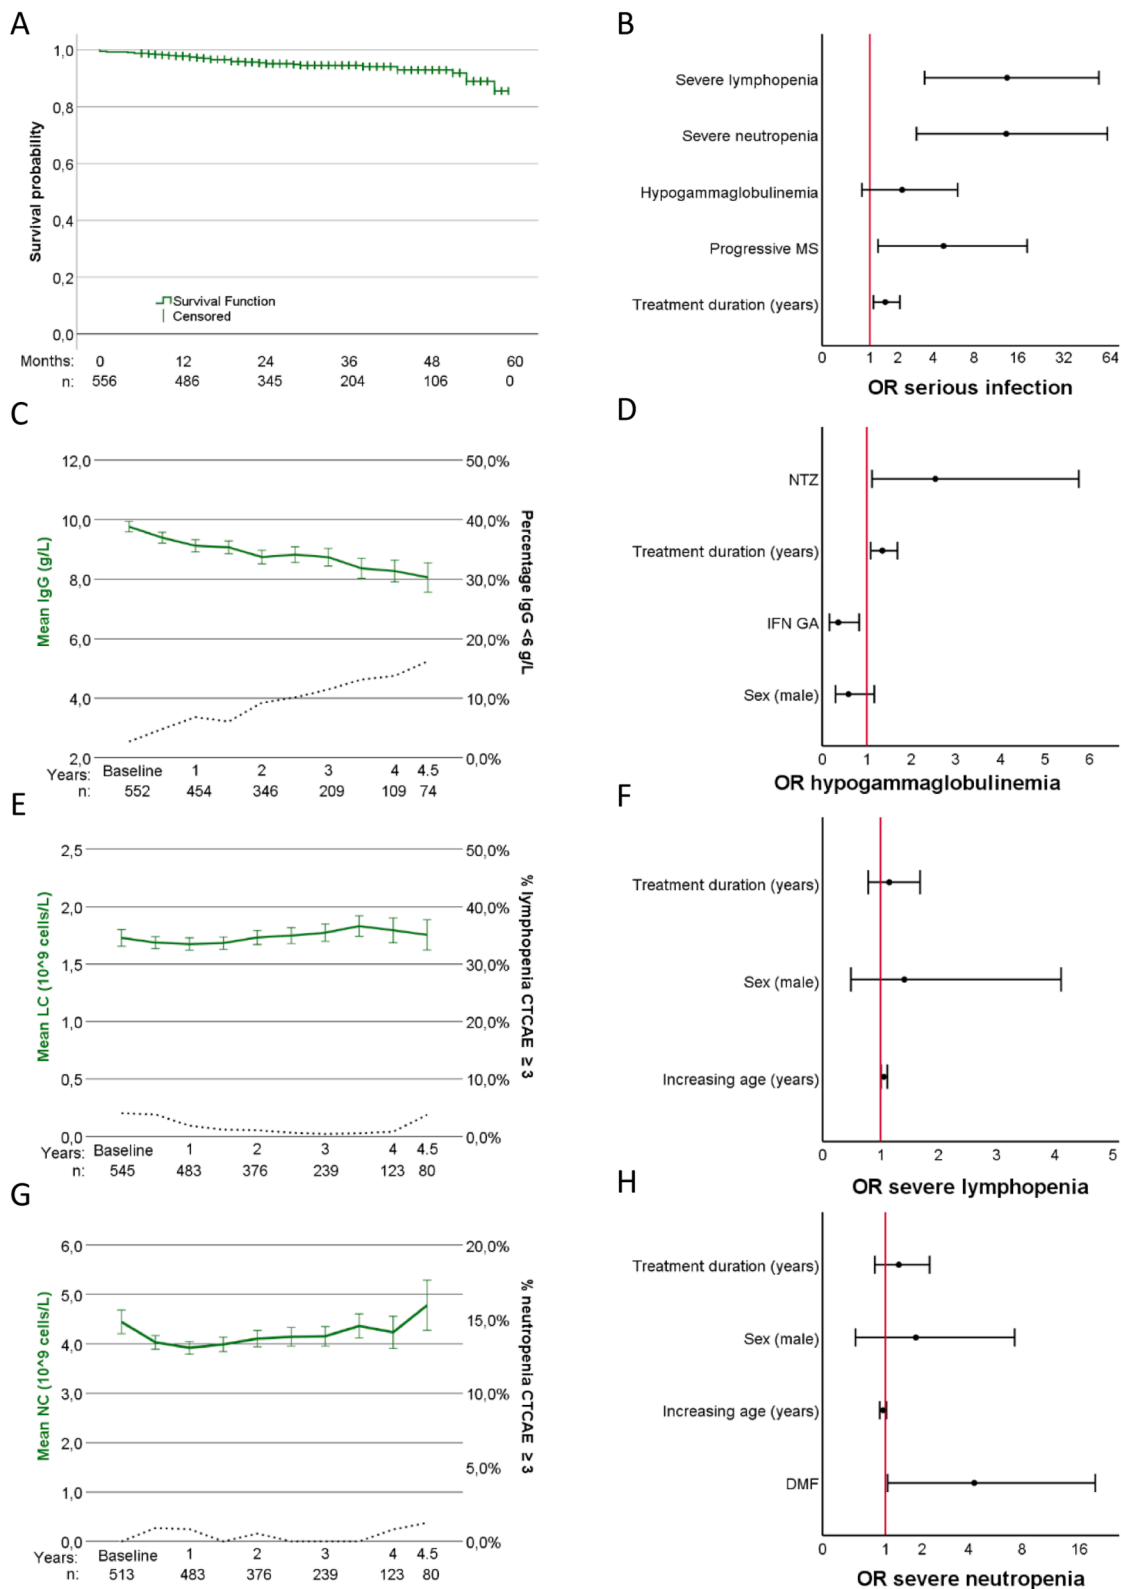 A
1,0
0,8
0,6
0,4
0,2
0,0
Survival probability
Survival Function
Censored
Months: 0 12 24 36 48 60
n: 556 486 345 204 106 0
B
Severe lymphopenia
Severe neutropenia
Hypogammaglobulinemia
Progressive MS
Treatment duration (years)
0 1 2 4 8 16 32 64
OR serious infection
C
12,0
10,0
8,0
6,0
4,0
2,0
Mean IgG (g/L)
50,0%
40,0%
30,0%
20,0%
10,0%
0,0%
Percentage IgG <6 g/L
Years: Baseline 1 2 3 4 4.5
n: 552 454 346 209 109 74
D
NTZ
Treatment duration (years)
IFN GA
Sex (male)
0 1 2 3 4 5 6
OR hypogammaglobulinemia
E
2,5
2,0
1,5
1,0
0,5
0,0
Mean LC (10^9 cells/L)
50,0%
40,0%
30,0%
20,0%
10,0%
0,0%
% lymphopenia CTCAE ≥ 3
Years: Baseline 1 2 3 4 4.5
n: 545 483 376 239 123 80
F
Treatment duration (years)
Sex (male)
Increasing age (years)
0 1 2 3 4 5
OR severe lymphopenia
G
6,0
5,0
4,0
3,0
2,0
1,0
0,0
Mean NC (10^9 cells/L)
20,0%
15,0%
10,0%
5,0%
0,0%
% neutropenia CTCAE ≥ 3
Years: Baseline 1 2 3 4 4.5
n: 513 483 376 239 123 80
H
Treatment duration (years)
Sex (male)
Increasing age (years)
DMF
0 1 2 4 8 16
OR severe neutropenia